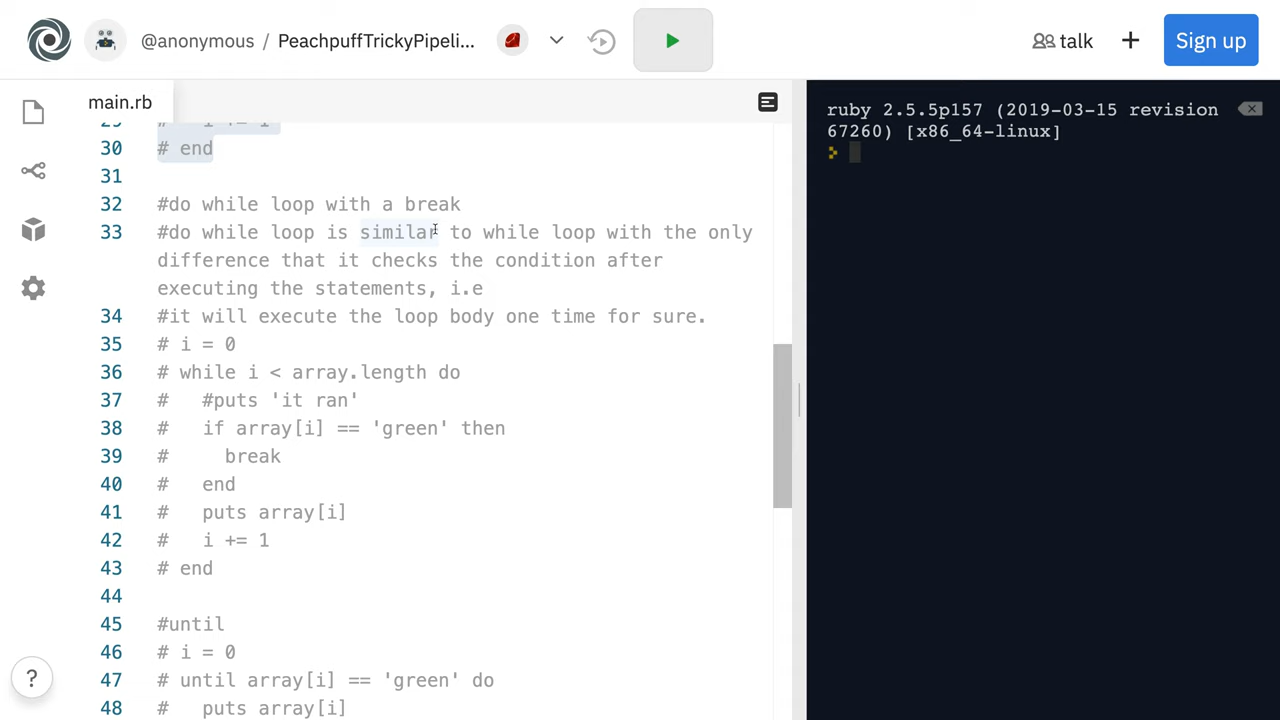 @anonymous / PeachpuffTrickyPipeli...
talk
+
Sign up
main.rb
30 # end
31
32 #do while loop with a break
33 #do while loop is similar to while loop with the only
difference that it checks the condition after
executing the statements, i.e
34 #it will execute the loop body one time for sure.
35 # i = 0
36 # while i < array.length do
37 #   #puts 'it ran'
38 #   if array[i] == 'green' then
39 #     break
40 #   end
41 #   puts array[i]
42 #   i += 1
43 # end
44
45 #until
46 # i = 0
47 # until array[i] == 'green' do
48 #   puts array[i]
?
ruby 2.5.5p157 (2019-03-15 revision
67260) [x86_64-linux]